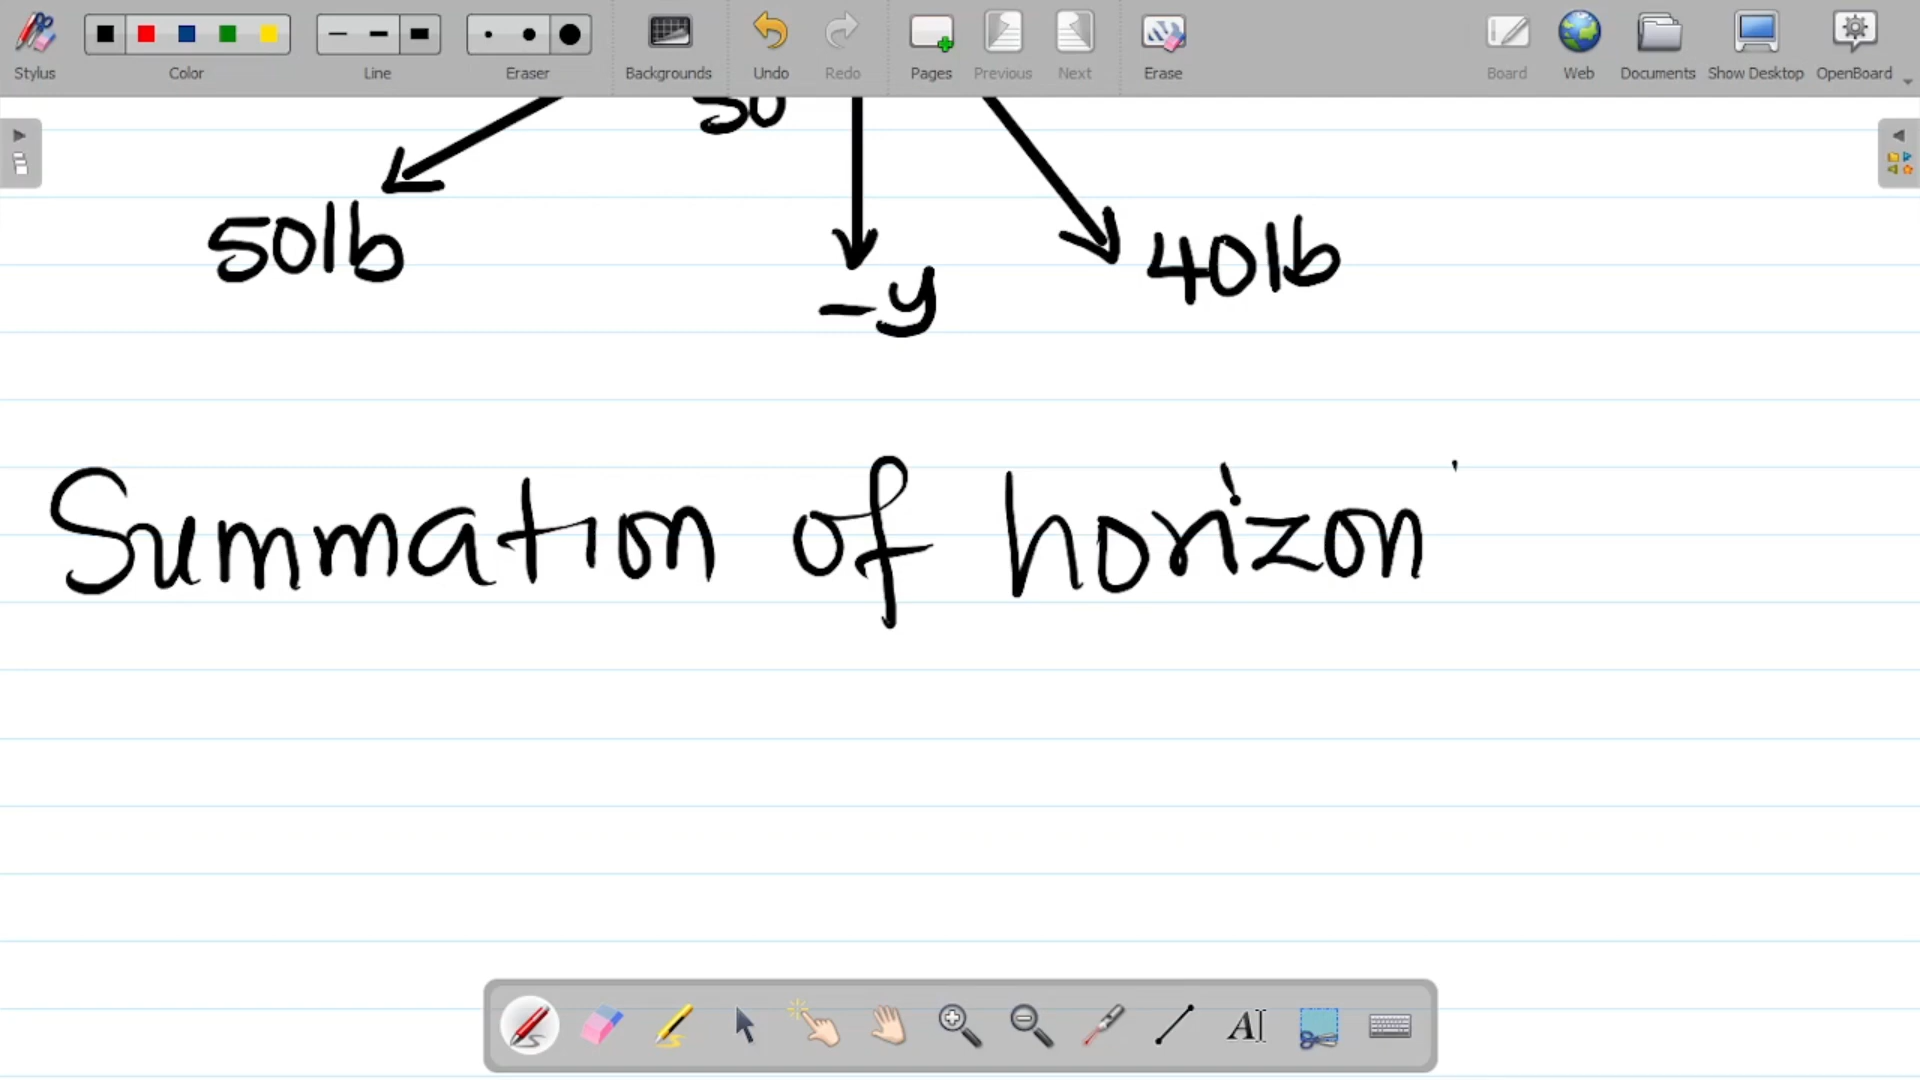 Stylus Color Line Eraser Backgrounds Undo Redo Pages Previous Next Erase Board Web Documents Show Desktop OpenBoard
50lb
-y
40lb
Summation of horizon